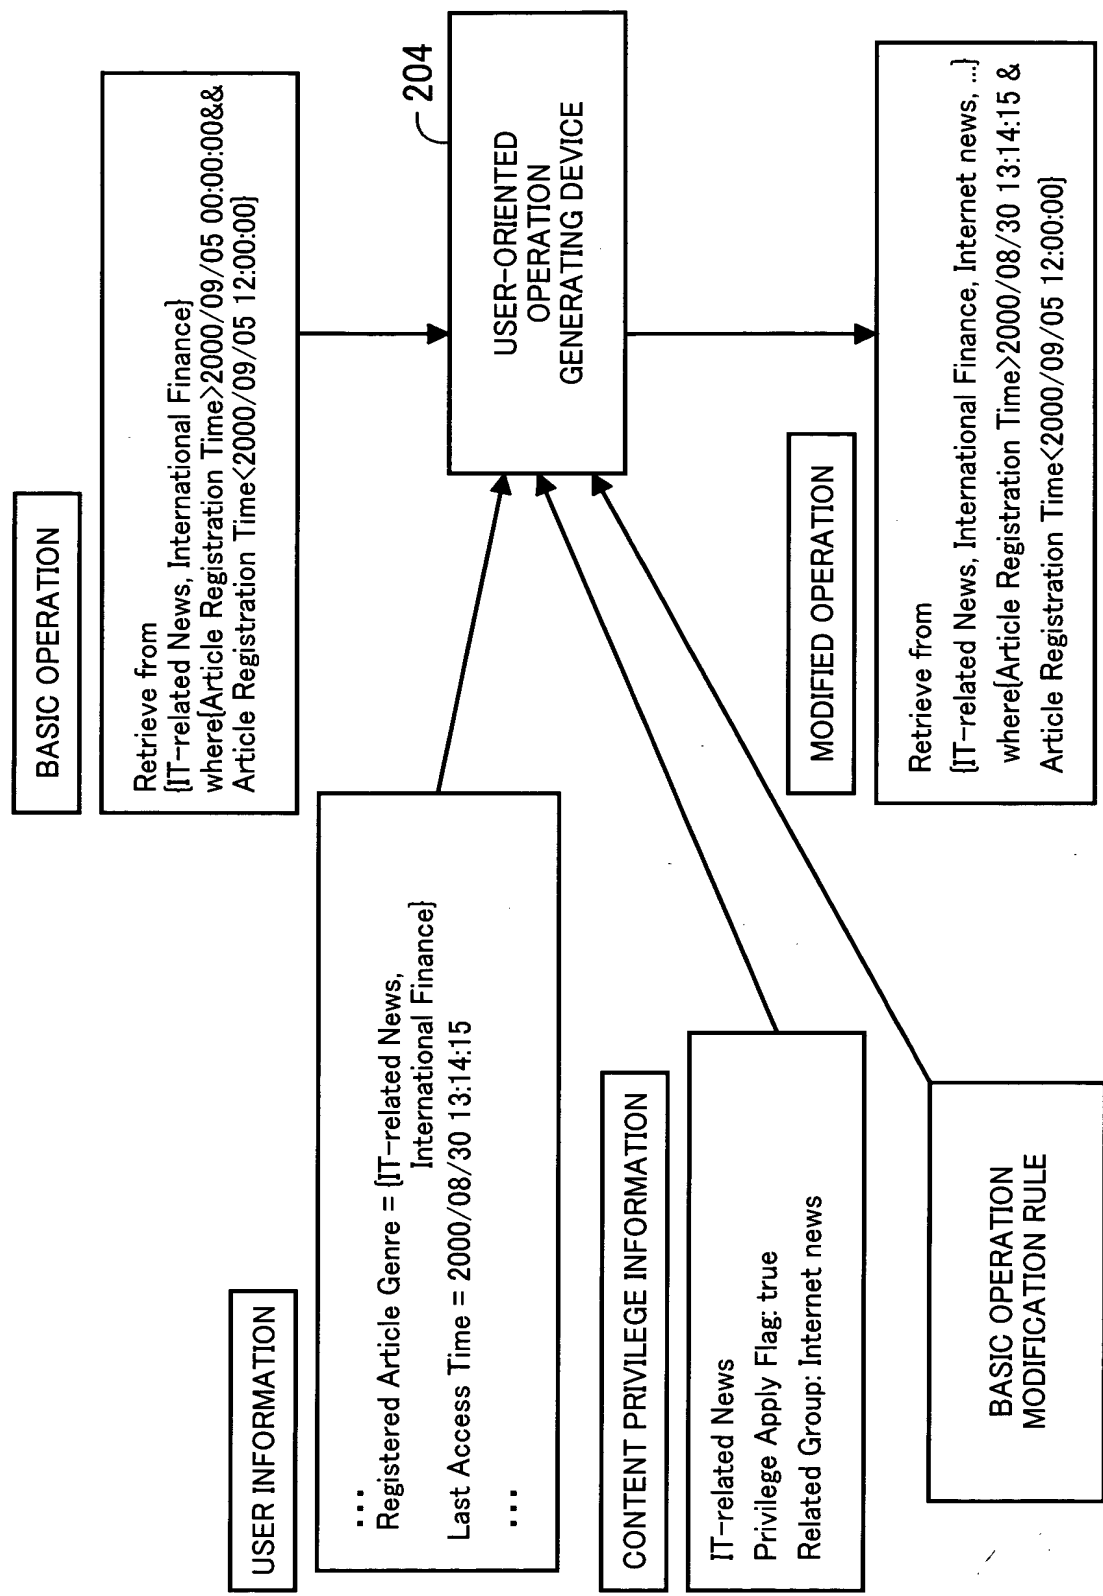 BASIC OPERATION
Retrieve from
{IT-related News, International Finance}
where{Article Registration Time>2000/09/05 00:00:00&&
Article Registration Time<2000/09/05 12:00:00}
USER INFORMATION
...
Registered Article Genre = {IT-related News,
International Finance}
Last Access Time = 2000/08/30 13:14:15
...
204
USER-ORIENTED
OPERATION
GENERATING DEVICE
CONTENT PRIVILEGE INFORMATION
IT-related News
Privilege Apply Flag: true
Related Group: Internet news
MODIFIED OPERATION
Retrieve from
{IT-related News, International Finance, Internet news, ...}
where{Article Registration Time>2000/08/30 13:14:15 &
Article Registration Time<2000/09/05 12:00:00}
BASIC OPERATION
MODIFICATION RULE